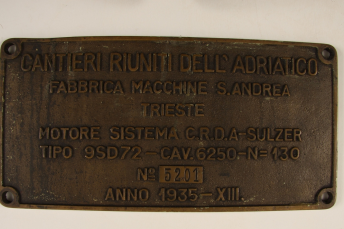 CANTIERI RIUNITI DELL'ADRIATICO
FABBRICA MACCHINE S. ANDREA
TRIESTE
MOTORE SISTEMA C.R.D.A-SULZER
TIPO 9SD72-CAV. 6250-N=130
No 5201
ANNO 1935-XIII.